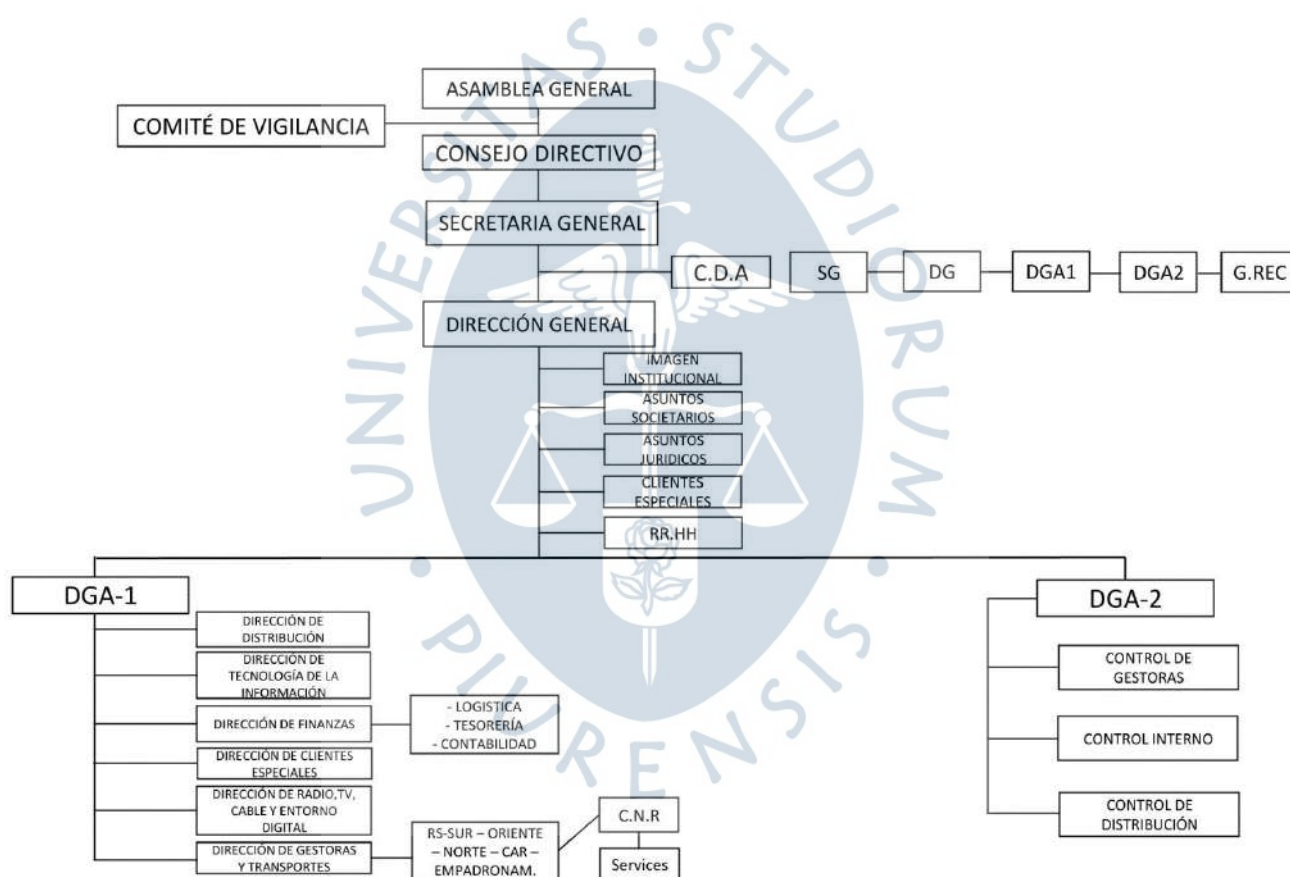 UNIVERSITAS • STUDIORUM • PIURENSIS •
ASAMBLEA GENERAL
COMITÉ DE VIGILANCIA
CONSEJO DIRECTIVO
SECRETARIA GENERAL
C.D.A
SG
DG
DGA1
DGA2
G.REC
DIRECCIÓN GENERAL
IMAGEN
INSTITUCIONAL
ASUNTOS
SOCIETARIOS
ASUNTOS
JURIDICOS
CLIENTES
ESPECIALES
RR.HH
DGA-1
DIRECCIÓN DE
DISTRIBUCIÓN
DIRECCIÓN DE
TECNOLOGÍA DE LA
INFORMACIÓN
DIRECCIÓN DE FINANZAS
- LOGISTICA
- TESORERÍA
- CONTABILIDAD
DIRECCIÓN DE CLIENTES
ESPECIALES
DIRECCIÓN DE RADIO,TV,
CABLE Y ENTORNO
DIGITAL
DIRECCIÓN DE GESTORAS
Y TRANSPORTES
RS-SUR – ORIENTE
– NORTE – CAR –
EMPADRONAM.
C.N.R
Services
DGA-2
CONTROL DE
GESTORAS
CONTROL INTERNO
CONTROL DE
DISTRIBUCIÓN